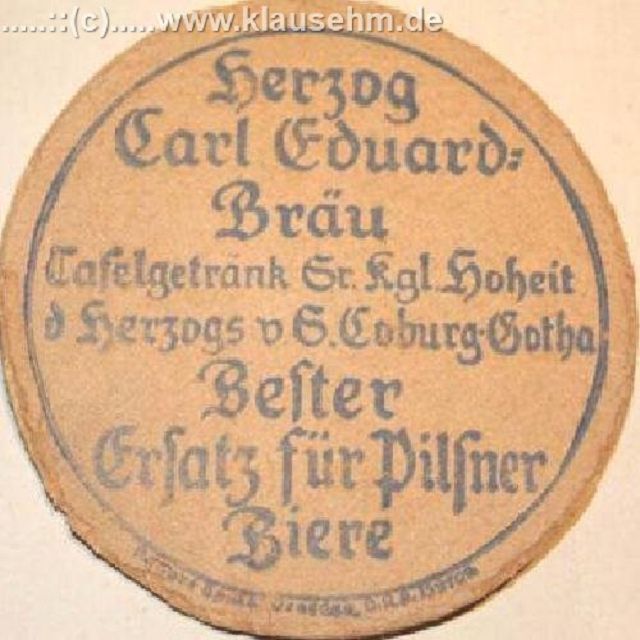 .....::(c).....www.klausehm.de
Herzog
Carl Eduard=
Bräu
Tafelgetränk Sr. Kgl. Hoheit
d Herzogs v S. Coburg-Gotha
Bester
Ersatz für Pilsner
Biere
Dresden, D.R.P.